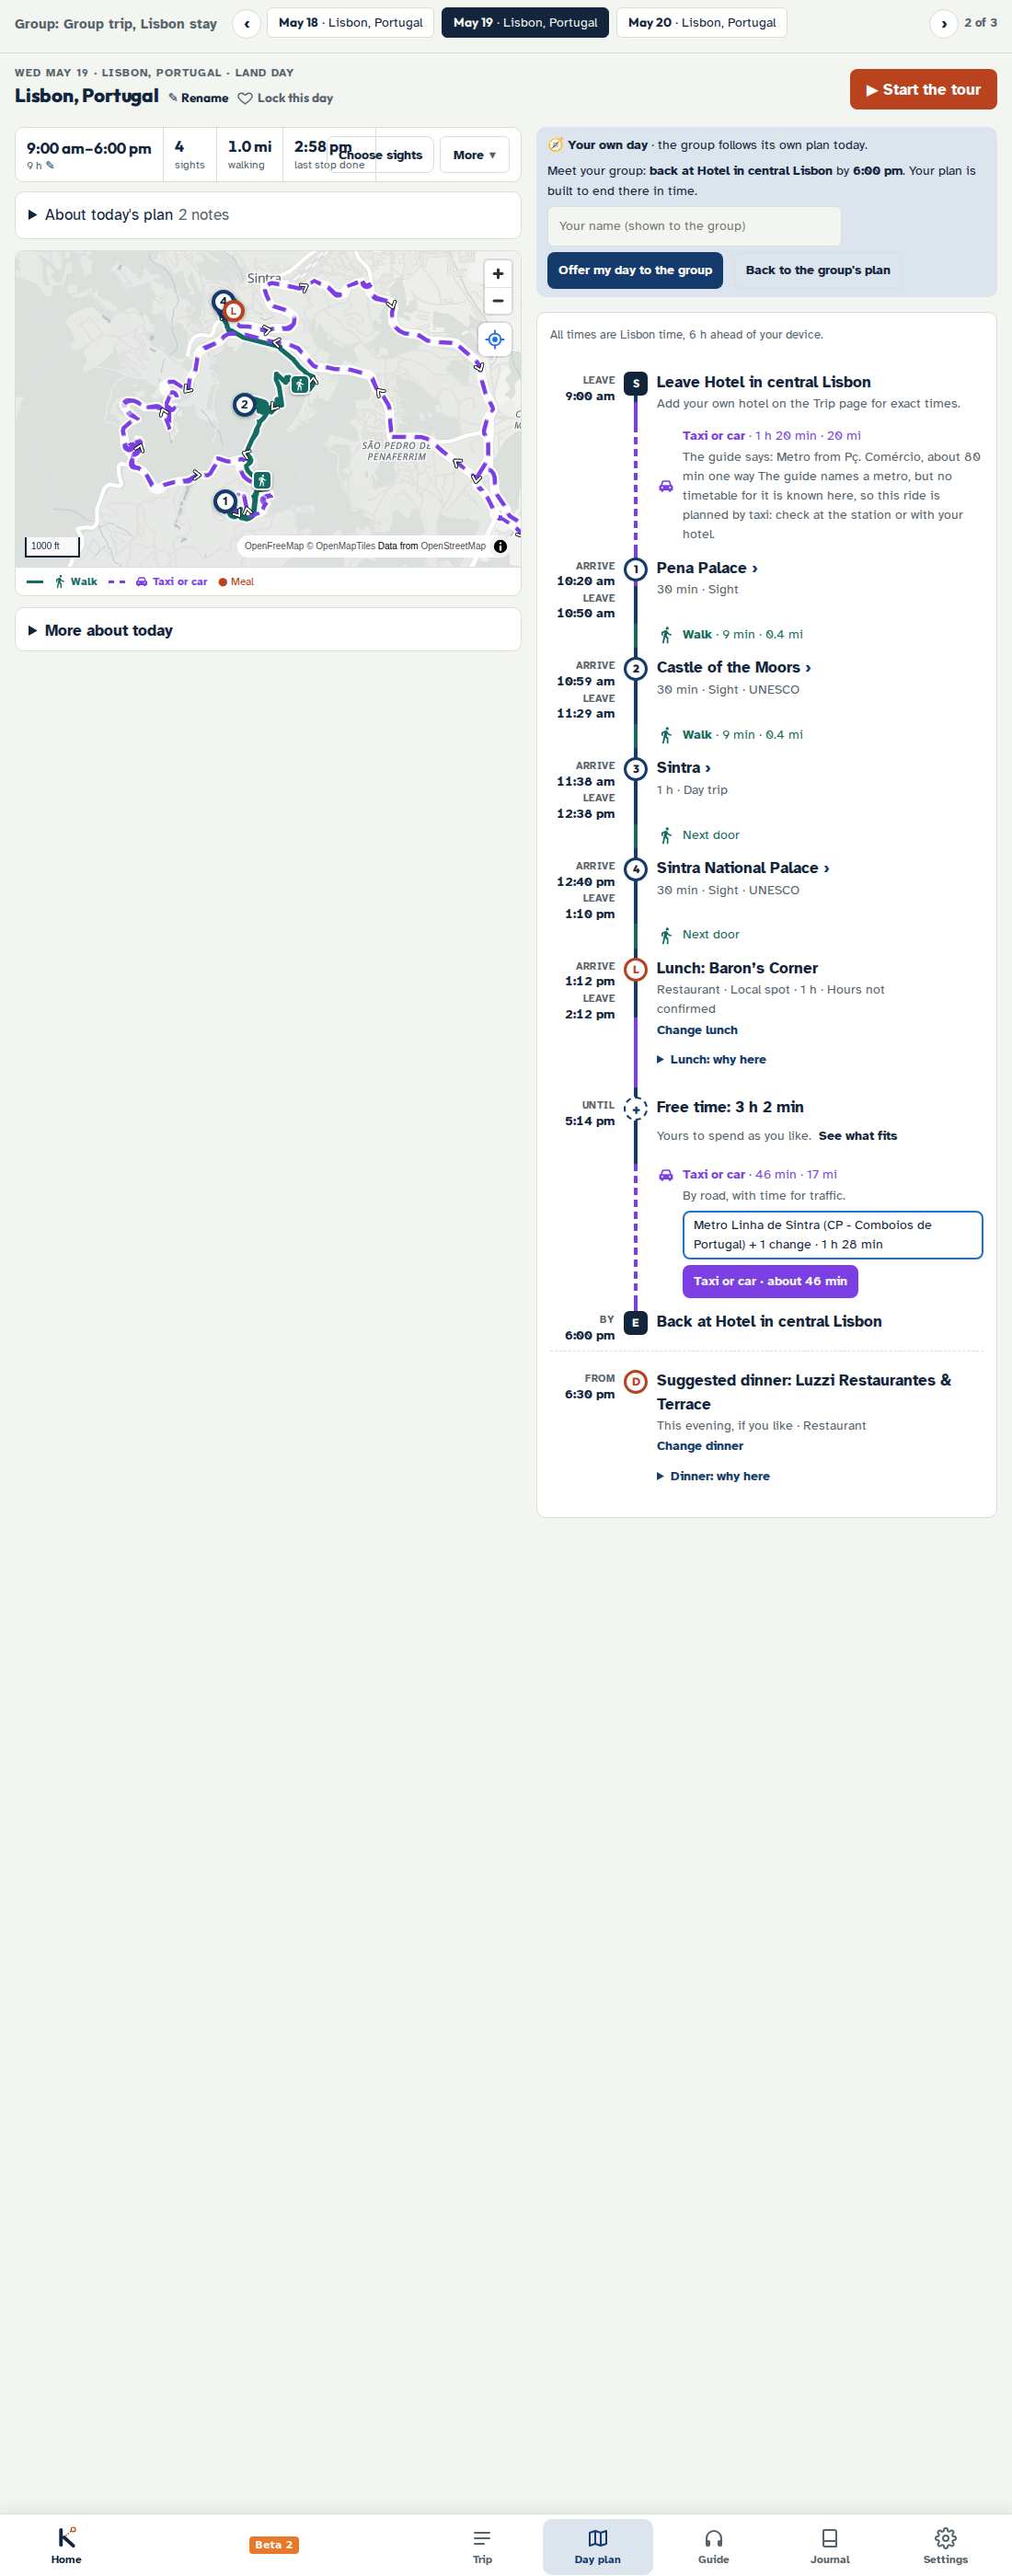 Group: Group trip, Lisbon stay
‹
May 18 · Lisbon, Portugal
May 19 · Lisbon, Portugal
May 20 · Lisbon, Portugal
›
2 of 3
WED MAY 19 · LISBON, PORTUGAL · LAND DAY
Lisbon, Portugal
✎ Rename
Lock this day
▶ Start the tour
9:00 am–6:00 pm
9 h ✎
4
sights
1.0 mi
walking
2:58 pm
last stop done
Choose sights
More ▼
▶ About today's plan 2 notes
Sintra
4
L
2
1
SÃO PEDRO DE
PENAFERRIM
+
−
1000 ft
OpenFreeMap © OpenMapTiles Data from OpenStreetMap
Walk
Taxi or car
Meal
▶ More about today
🧭 Your own day · the group follows its own plan today.
Meet your group: back at Hotel in central Lisbon by 6:00 pm. Your plan is
built to end there in time.
Your name (shown to the group)
Offer my day to the group
Back to the group's plan
All times are Lisbon time, 6 h ahead of your device.
LEAVE
9:00 am
S
Leave Hotel in central Lisbon
Add your own hotel on the Trip page for exact times.
Taxi or car · 1 h 20 min · 20 mi
The guide says: Metro from Pç. Comércio, about 80
min one way The guide names a metro, but no
timetable for it is known here, so this ride is
planned by taxi: check at the station or with your
hotel.
ARRIVE
10:20 am
LEAVE
10:50 am
1
Pena Palace ›
30 min · Sight
Walk · 9 min · 0.4 mi
ARRIVE
10:59 am
LEAVE
11:29 am
2
Castle of the Moors ›
30 min · Sight · UNESCO
Walk · 9 min · 0.4 mi
ARRIVE
11:38 am
LEAVE
12:38 pm
3
Sintra ›
1 h · Day trip
Next door
ARRIVE
12:40 pm
LEAVE
1:10 pm
4
Sintra National Palace ›
30 min · Sight · UNESCO
Next door
ARRIVE
1:12 pm
LEAVE
2:12 pm
L
Lunch: Baron’s Corner
Restaurant · Local spot · 1 h · Hours not
confirmed
Change lunch
▶ Lunch: why here
UNTIL
5:14 pm
+
Free time: 3 h 2 min
Yours to spend as you like. See what fits
Taxi or car · 46 min · 17 mi
By road, with time for traffic.
Metro Linha de Sintra (CP - Comboios de
Portugal) + 1 change · 1 h 28 min
Taxi or car · about 46 min
BY
6:00 pm
E
Back at Hotel in central Lisbon
FROM
6:30 pm
D
Suggested dinner: Luzzi Restaurantes &
Terrace
This evening, if you like · Restaurant
Change dinner
▶ Dinner: why here
Home
Beta 2
Trip
Day plan
Guide
Journal
Settings